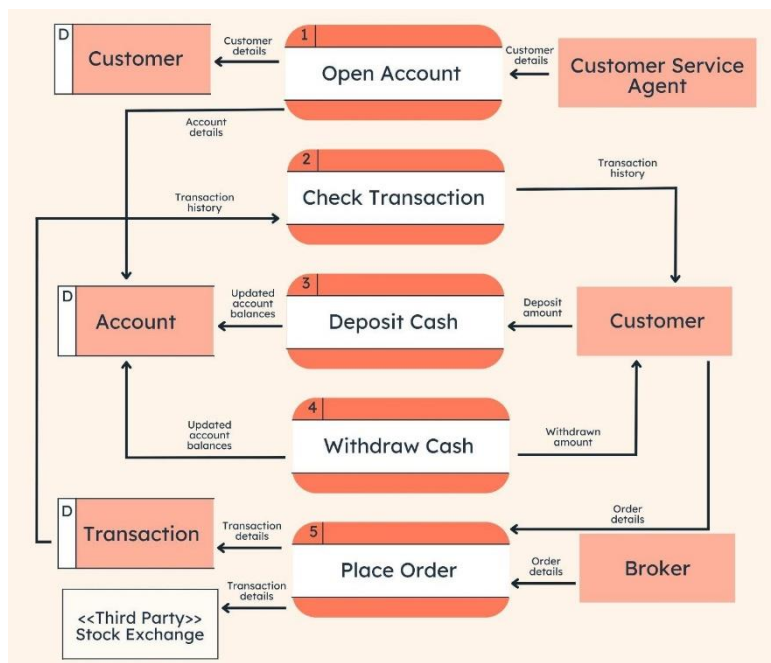 D
Customer
Customer
details
1
Open Account
Customer
details
Customer Service
Agent
Account
details
2
Check Transaction
Transaction
history
Transaction
history
D
Account
Updated
account
balances
3
Deposit Cash
Deposit
amount
Customer
Updated
account
balances
4
Withdraw Cash
Withdrawn
amount
D
Transaction
Transaction
details
5
Place Order
Order
details
Order
details
Broker
Transaction
details
<<Third Party>>
Stock Exchange